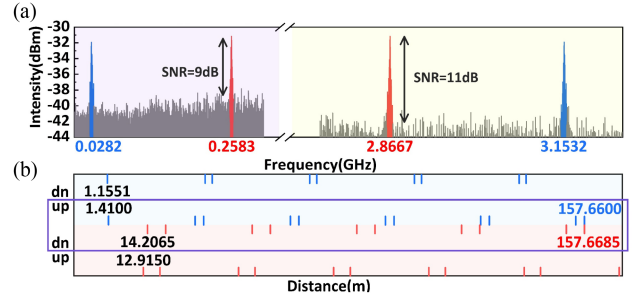 (a)
-30
-32
-34
-36
-38
-40
-42
-44
Intensity(dBm)
SNR=9dB
SNR=11dB
0.0282 0.2583 2.8667 3.1532
Frequency(GHz)
(b)
dn 1.1551
up 1.4100 157.6600
dn 14.2065 157.6685
up 12.9150
Distance(m)